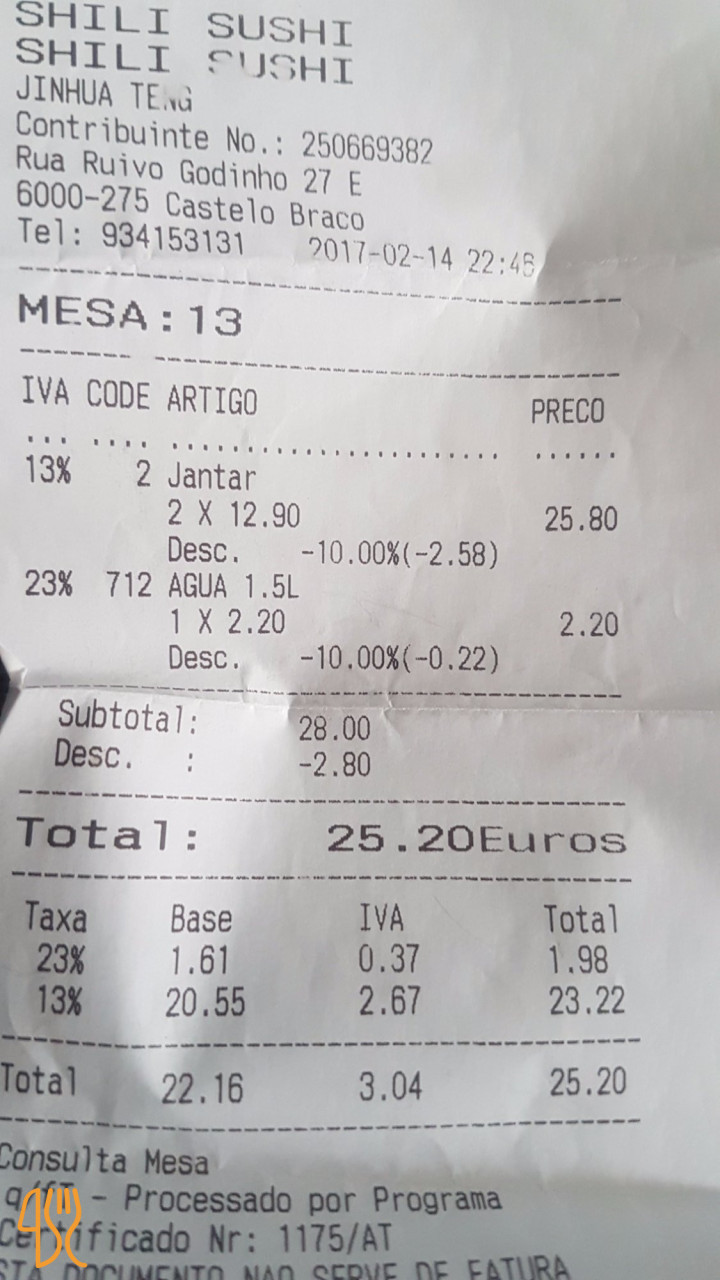 SHILI SUSHI
SHILI SUSHI
JINHUA TENG
Contribuinte No.: 250669382
Rua Ruivo Godinho 27 E
6000-275 Castelo Braco
Tel: 934153131 2017-02-14 22:46
MESA:13
IVA CODE ARTIGO PRECO
13% 2 Jantar
2 X 12.90 25.80
Desc. -10.00%(-2.58)
23% 712 AGUA 1.5L
1 X 2.20 2.20
Desc. -10.00%(-0.22)
Subtotal: 28.00
Desc. : -2.80
Total: 25.20Euros
Taxa Base IVA Total
23% 1.61 0.37 1.98
13% 20.55 2.67 23.22
Total 22.16 3.04 25.20
Consulta Mesa
- Processado por Programa
Certificado Nr: 1175/AT
DOCUMENTO NAO SERVE DE FATURA